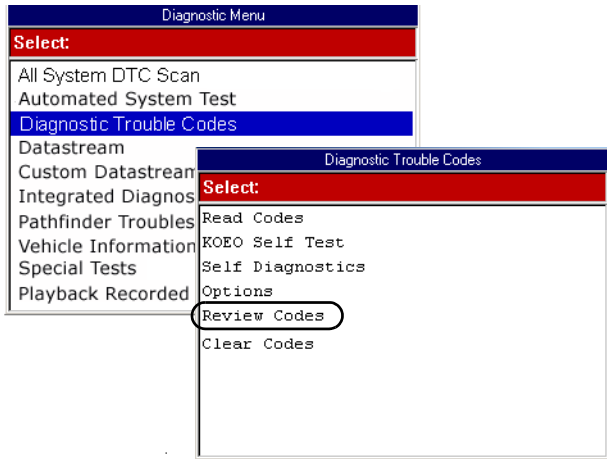 Diagnostic Menu
Select:
All System DTC Scan
Automated System Test
Diagnostic Trouble Codes
Datastream
Custom Datastream
Integrated Diagnos
Pathfinder Troubles
Vehicle Information
Special Tests
Playback Recorded
Diagnostic Trouble Codes
Select:
Read Codes
KOEO Self Test
Self Diagnostics
Options
Review Codes
Clear Codes